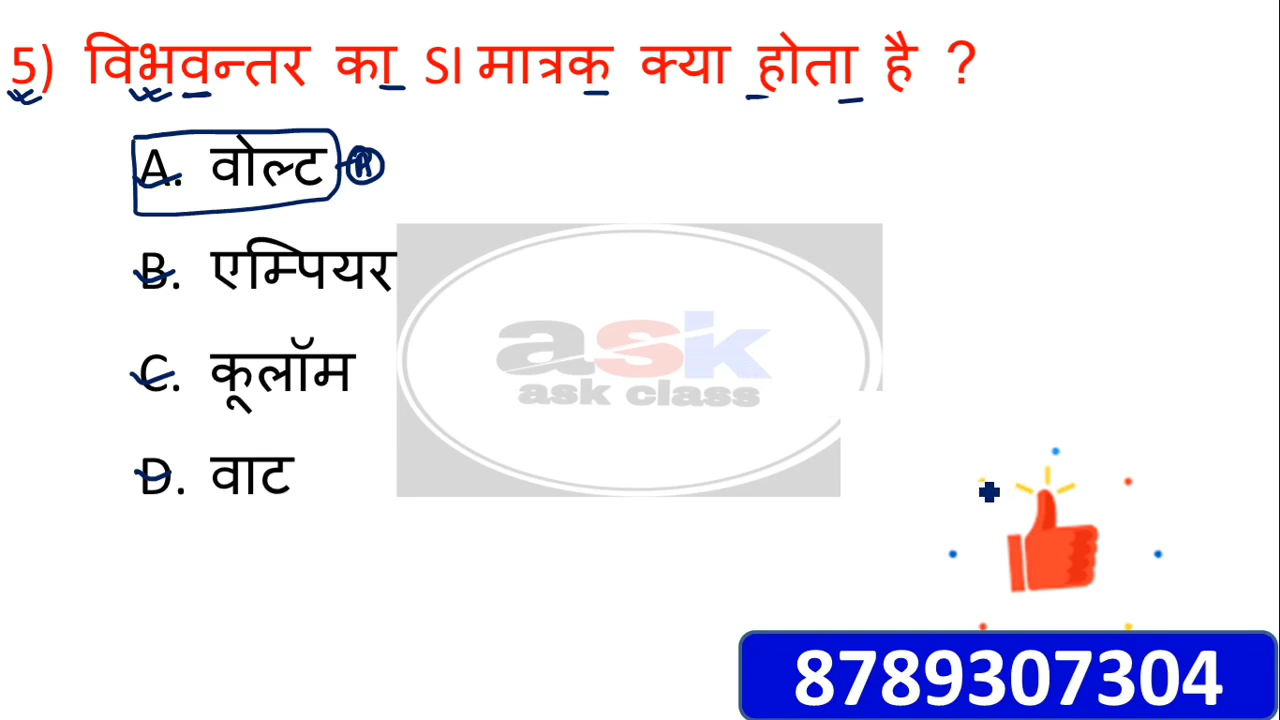 5) विभवन्तर का SI मात्रक क्या होता है ?
A. वोल्ट
B. एम्पियर
C. कूलॉम
D. वाट
ask
ask class
8789307304